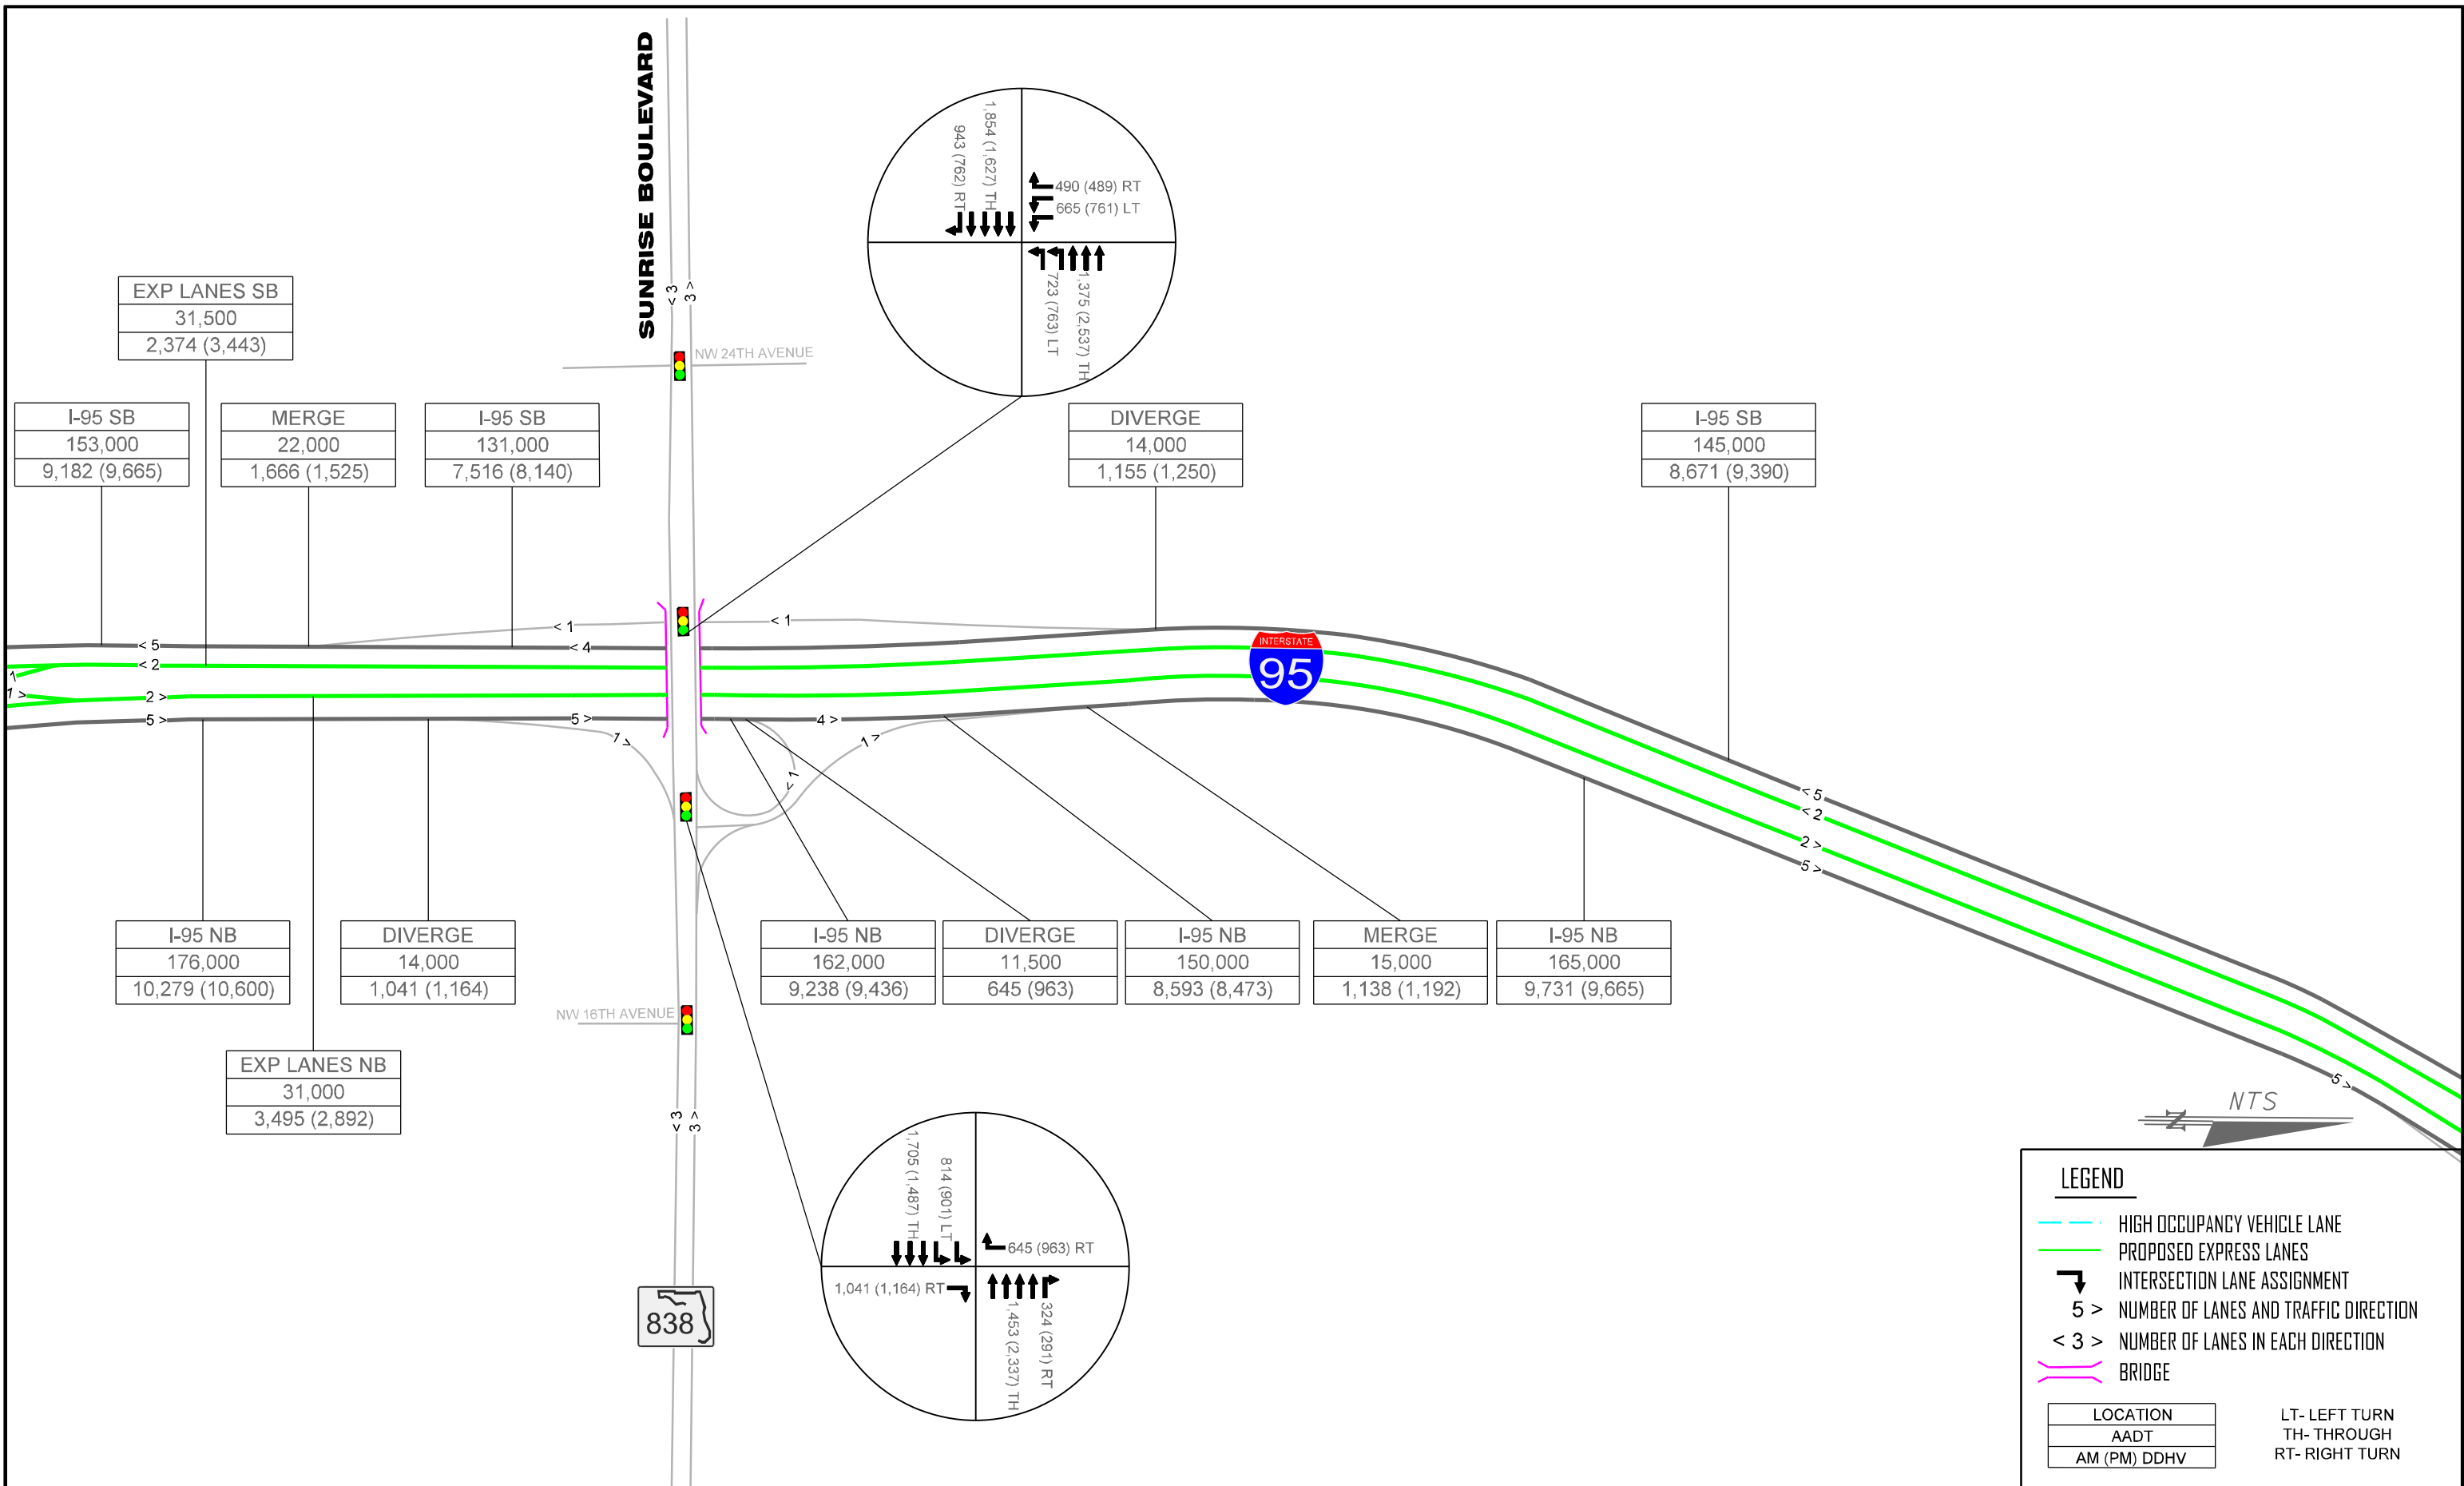 SUNRISE BOULEVARD
1,854 (1,627) TH
943 (762) RT
490 (489) RT
665 (761) LT
723 (763) LT
1,375 (2,537) TH
< 3
3 >
NW 24TH AVENUE
EXP LANES SB
31,500
2,374 (3,443)
I-95 SB
153,000
9,182 (9,665)
MERGE
22,000
1,666 (1,525)
I-95 SB
131,000
7,516 (8,140)
DIVERGE
14,000
1,155 (1,250)
I-95 SB
145,000
8,671 (9,390)
< 1
< 1
< 5
< 4
< 2
1
1 >
2 >
5 >
5 >
4 >
1 >
1 >
< 1
INTERSTATE
95
< 5
< 2
2 >
5 >
5 >
I-95 NB
176,000
10,279 (10,600)
DIVERGE
14,000
1,041 (1,164)
EXP LANES NB
31,000
3,495 (2,892)
I-95 NB
162,000
9,238 (9,436)
DIVERGE
11,500
645 (963)
I-95 NB
150,000
8,593 (8,473)
MERGE
15,000
1,138 (1,192)
I-95 NB
165,000
9,731 (9,665)
NW 16TH AVENUE
< 3
3 >
1,705 (1,487) TH
814 (901) LT
645 (963) RT
1,041 (1,164) RT
1,453 (2,337) TH
324 (291) RT
838
N
NTS
LEGEND
HIGH OCCUPANCY VEHICLE LANE
PROPOSED EXPRESS LANES
INTERSECTION LANE ASSIGNMENT
5 > NUMBER OF LANES AND TRAFFIC DIRECTION
< 3 > NUMBER OF LANES IN EACH DIRECTION
BRIDGE
LOCATION
AADT
AM (PM) DDHV
LT- LEFT TURN
TH- THROUGH
RT- RIGHT TURN